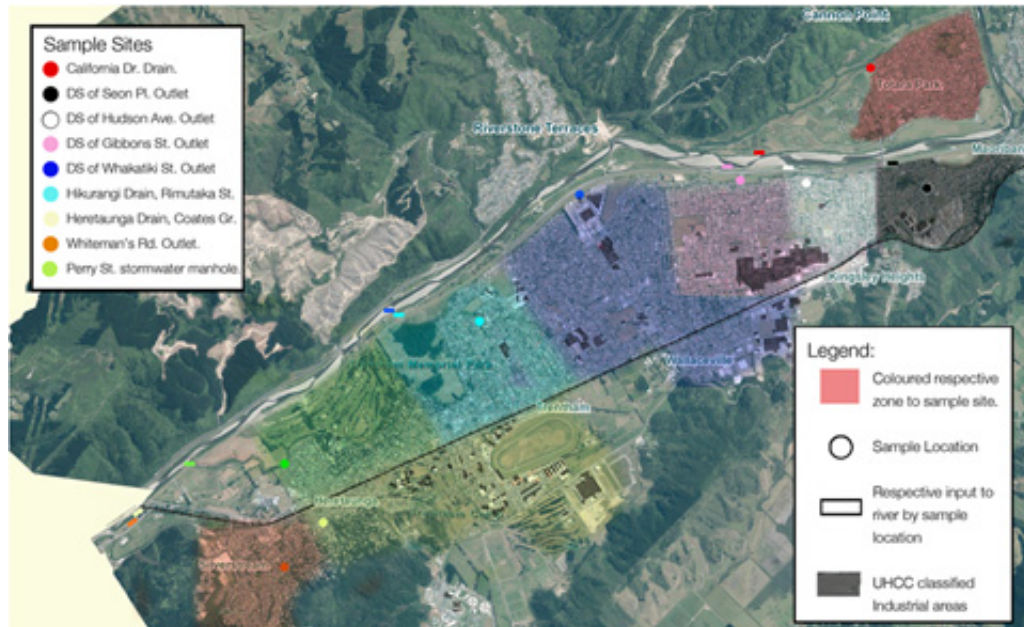 Cannon Point
Sample Sites
California Dr. Drain.
DS of Seon Pl. Outlet
DS of Hudson Ave. Outlet
DS of Gibbons St. Outlet
DS of Whakatiki St. Outlet
Hikurangi Drain, Rimutaka St.
Heretaunga Drain, Coates Gr.
Whiteman's Rd. Outlet.
Perry St. stormwater manhole.
Totara Park
Riverstone Terraces
Kingsley Heights
Wallaceville
Memorial Park
Trentham
Heretaunga
Legend:
Coloured respective
zone to sample site.
Sample Location
Respective input to
river by sample
location
UHCC classified
Industrial areas